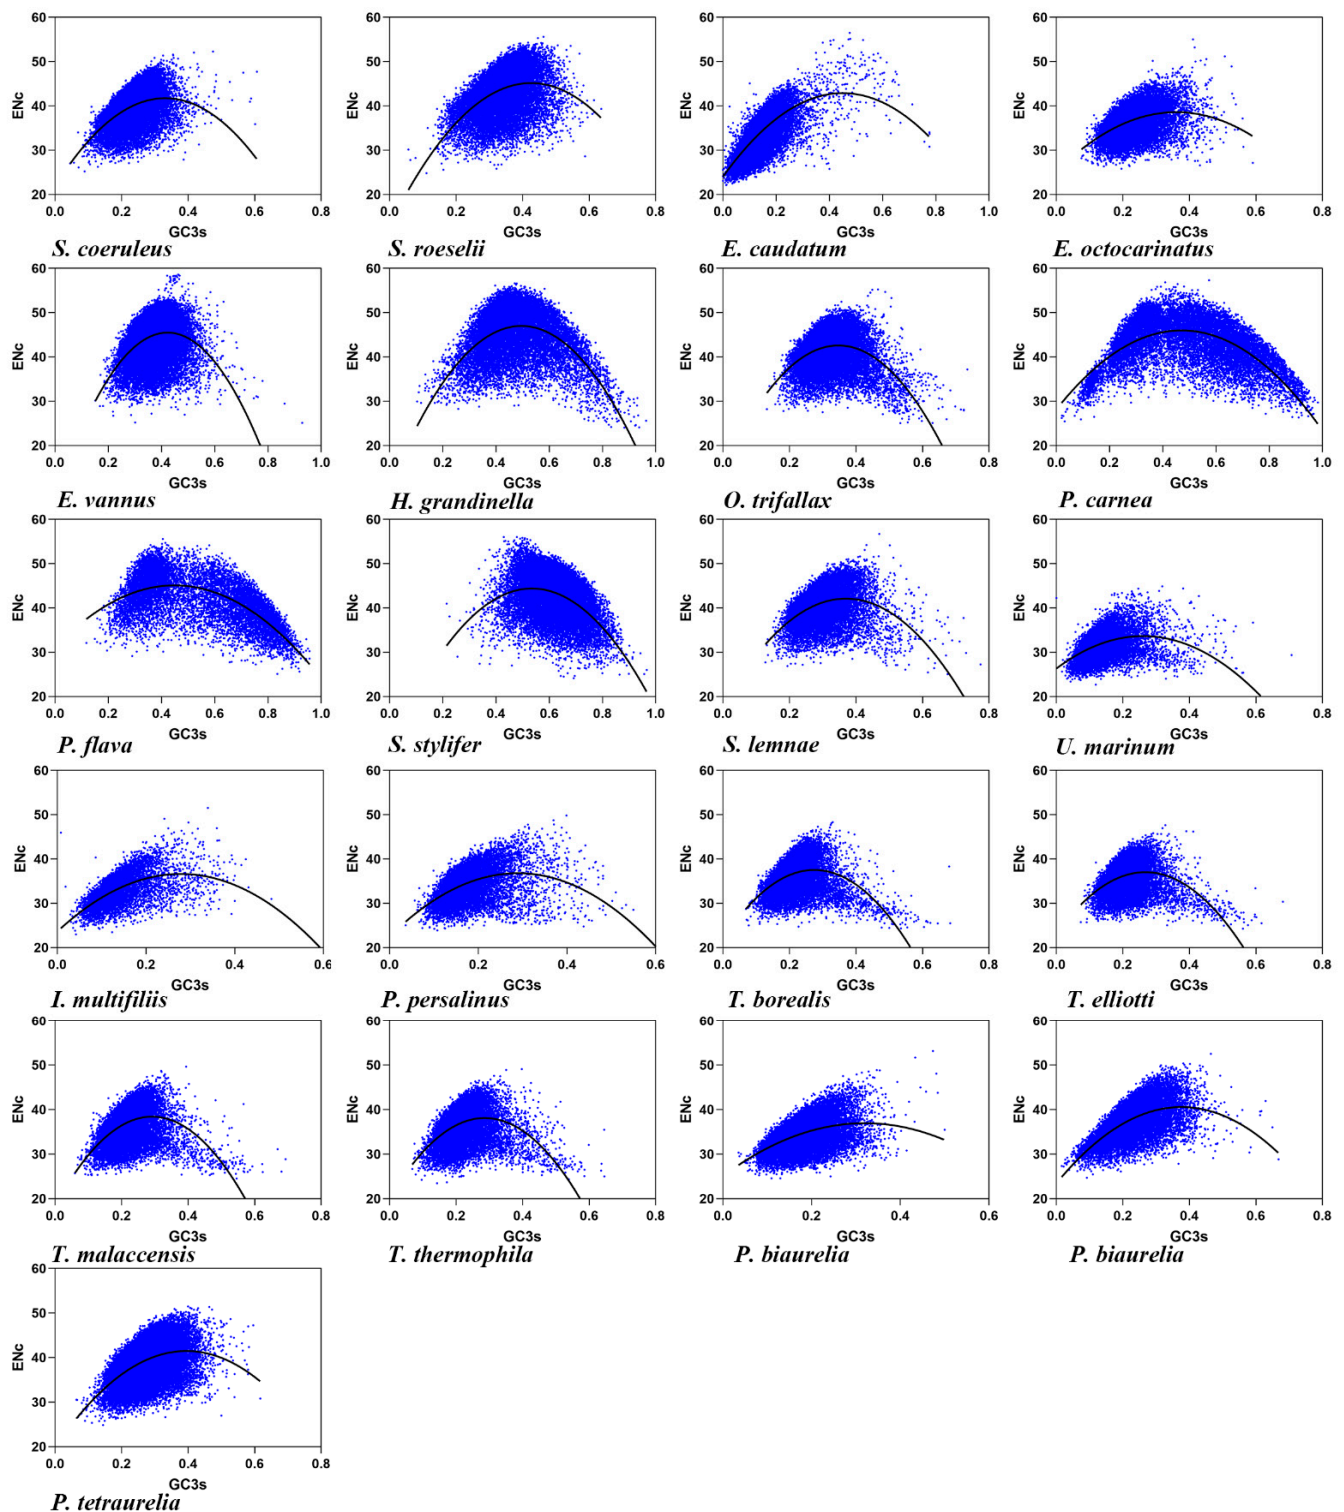 60
50
ENc
40
30
20
0.0 0.2 0.4 0.6 0.8
GC3s
S. coeruleus
60
50
ENc
40
30
20
0.0 0.2 0.4 0.6 0.8
GC3s
S. roeselii
60
50
ENc
40
30
20
0.0 0.2 0.4 0.6 0.8 1.0
GC3s
E. caudatum
60
50
ENc
40
30
20
0.0 0.2 0.4 0.6 0.8
GC3s
E. octocarinatus
60
50
ENc
40
30
20
0.0 0.2 0.4 0.6 0.8 1.0
GC3s
E. vannus
60
50
ENc
40
30
20
0.0 0.2 0.4 0.6 0.8 1.0
GC3s
H. grandinella
60
50
ENc
40
30
20
0.0 0.2 0.4 0.6 0.8
GC3s
O. trifallax
60
50
ENc
40
30
20
0.0 0.2 0.4 0.6 0.8 1.0
GC3s
P. carnea
60
50
ENc
40
30
20
0.0 0.2 0.4 0.6 0.8 1.0
GC3s
P. flava
60
50
ENc
40
30
20
0.0 0.2 0.4 0.6 0.8 1.0
GC3s
S. stylifer
60
50
ENc
40
30
20
0.0 0.2 0.4 0.6 0.8
GC3s
S. lemnae
60
50
ENc
40
30
20
0.0 0.2 0.4 0.6 0.8
GC3s
U. marinum
60
50
ENc
40
30
20
0.0 0.2 0.4 0.6
GC3s
I. multifiliis
60
50
ENc
40
30
20
0.0 0.2 0.4 0.6 0.8
GC3s
P. persalinus
60
50
ENc
40
30
20
0.0 0.2 0.4 0.6 0.8
GC3s
T. borealis
60
50
ENc
40
30
20
0.0 0.2 0.4 0.6 0.8
GC3s
T. elliotti
60
50
ENc
40
30
20
0.0 0.2 0.4 0.6 0.8
GC3s
T. malaccensis
60
50
ENc
40
30
20
0.0 0.2 0.4 0.6 0.8
GC3s
T. thermophila
60
50
ENc
40
30
20
0.0 0.2 0.4 0.6
GC3s
P. biaurelia
60
50
ENc
40
30
20
0.0 0.2 0.4 0.6 0.8
GC3s
P. biaurelia
60
50
ENc
40
30
20
0.0 0.2 0.4 0.6 0.8
GC3s
P. tetraurelia